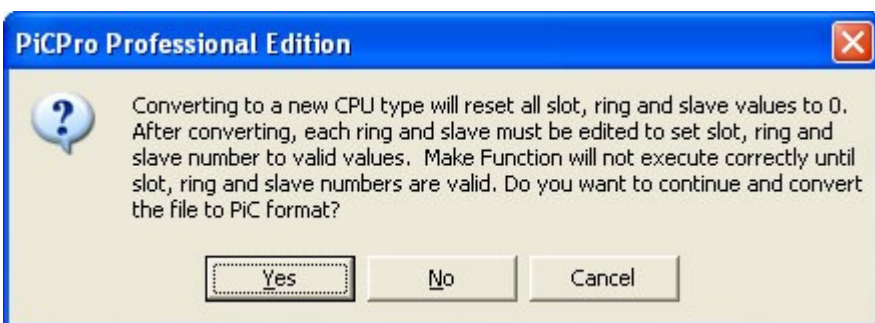 PiCPro Professional Edition
Converting to a new CPU type will reset all slot, ring and slave values to 0.
After converting, each ring and slave must be edited to set slot, ring and
slave number to valid values.  Make Function will not execute correctly until
slot, ring and slave numbers are valid. Do you want to continue and convert
the file to PiC format?
Yes No Cancel